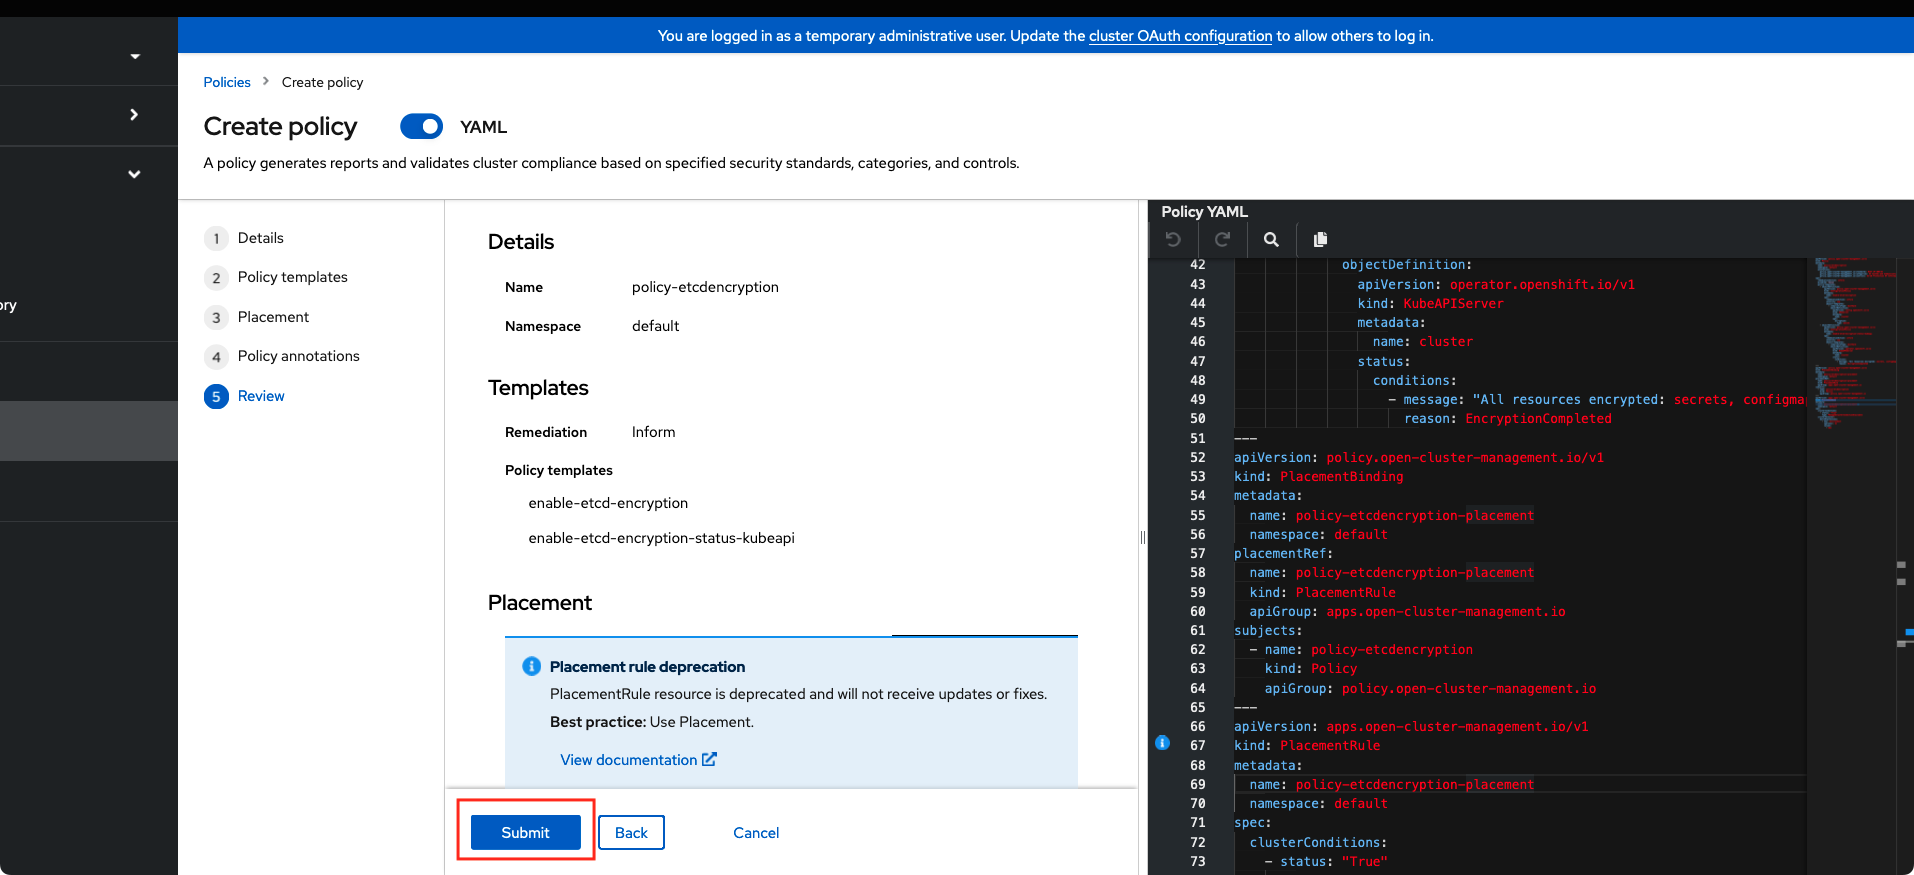 You are logged in as a temporary administrative user. Update the cluster OAuth configuration to allow others to log in.
Policies > Create policy
Create policy YAML
A policy generates reports and validates cluster compliance based on specified security standards, categories, and controls.
ory
1 Details
2 Policy templates
3 Placement
4 Policy annotations
5 Review
Details
Name policy-etcdencryption
Namespace default
Templates
Remediation Inform
Policy templates
enable-etcd-encryption
enable-etcd-encryption-status-kubeapi
Placement
Placement rule deprecation
PlacementRule resource is deprecated and will not receive updates or fixes.
Best practice: Use Placement.
View documentation
Submit Back Cancel
Policy YAML
42 objectDefinition:
43 apiVersion: operator.openshift.io/v1
44 kind: KubeAPIServer
45 metadata:
46 name: cluster
47 status:
48 conditions:
49 - message: "All resources encrypted: secrets, configma
50 reason: EncryptionCompleted
51 ---
52 apiVersion: policy.open-cluster-management.io/v1
53 kind: PlacementBinding
54 metadata:
55 name: policy-etcdencryption-placement
56 namespace: default
57 placementRef:
58 name: policy-etcdencryption-placement
59 kind: PlacementRule
60 apiGroup: apps.open-cluster-management.io
61 subjects:
62 - name: policy-etcdencryption
63 kind: Policy
64 apiGroup: policy.open-cluster-management.io
65 ---
66 apiVersion: apps.open-cluster-management.io/v1
67 kind: PlacementRule
68 metadata:
69 name: policy-etcdencryption-placement
70 namespace: default
71 spec:
72 clusterConditions:
73 - status: "True"